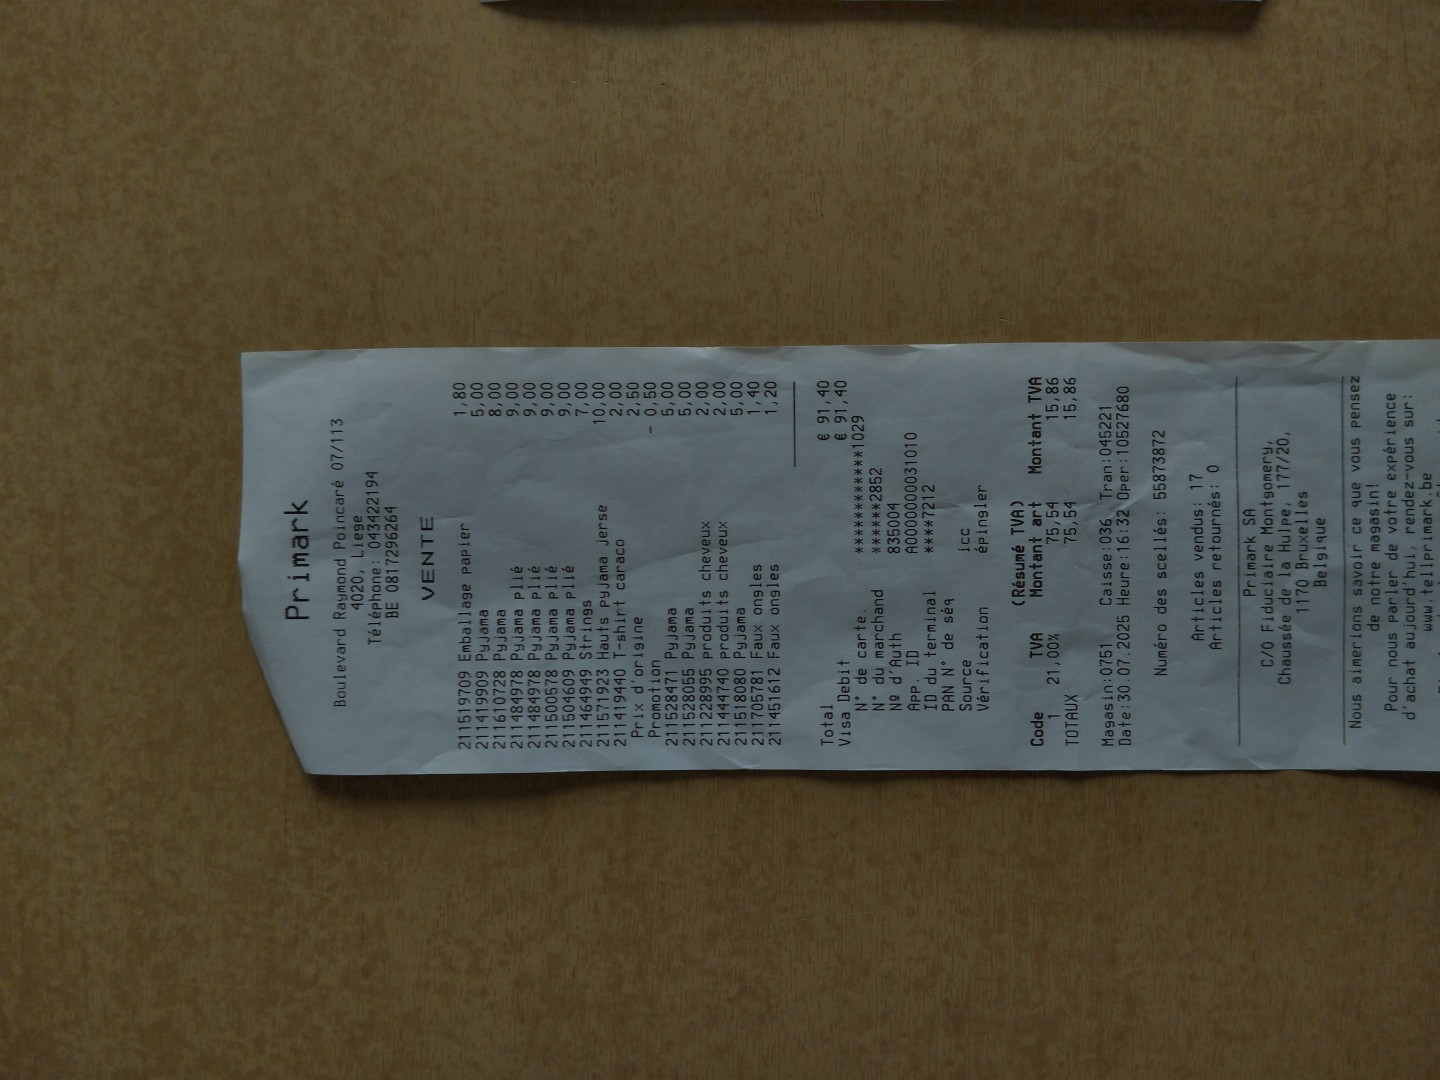 Primark
Boulevard Raymond Poincaré 07/113
4020, Liege
Téléphone: 043422194
BE 0817296264
VENTE
211519709 Emballage papier 1,80
211419909 Pyjama 5,00
211610728 Pyjama 8,00
211484978 Pyjama plié 9,00
211484978 Pyjama plié 9,00
211500578 Pyjama plié 9,00
211504609 Pyjama plié 9,00
211464949 Strings 7,00
211571923 Hauts pyjama jerse 10,00
211419440 T-shirt caraco 2,00
Prix d'origine 2,50
Promotion - 0,50
211528471 Pyjama 5,00
211528055 Pyjama 5,00
211228995 produits cheveux 2,00
211444740 produits cheveux 2,00
211518080 Pyjama 5,00
211705781 Faux ongles 1,40
211451612 Faux ongles 1,20
Total € 91,40
Visa Debit € 91,40
N° de carte. ************1029
N° du marchand ******2852
Nº d'Auth 835004
App. ID A0000000031010
ID du terminal ****7212
PAN N° de séq
Source icc
Vérification épingler
(Résumé TVA)
Code TVA Montant art Montant TVA
1 21,00% 75,54 15,86
TOTAUX 75,54 15,86
Magasin:0751 Caisse:036 Tran:045221
Date:30.07.2025 Heure:16:32 Oper:10527680
Numéro des scellés: 55873872
Articles vendus: 17
Articles retournés: 0
Primark SA
C/O Fiduciaire Montgomery,
Chaussée de la Hulpe, 177/20,
1170 Bruxelles
Belgique
Nous aimerions savoir ce que vous pensez
de notre magasin!
Pour nous parler de votre expérience
d'achat aujourd'hui, rendez-vous sur:
www.tellprimark.be